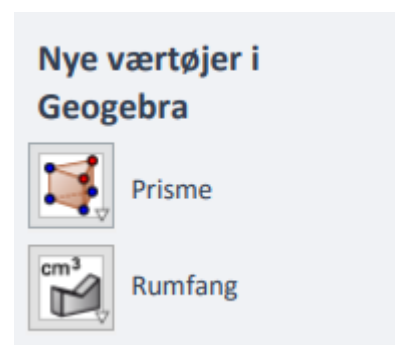 Nye værtøjer i
Geogebra
Prisme
cm³
Rumfang